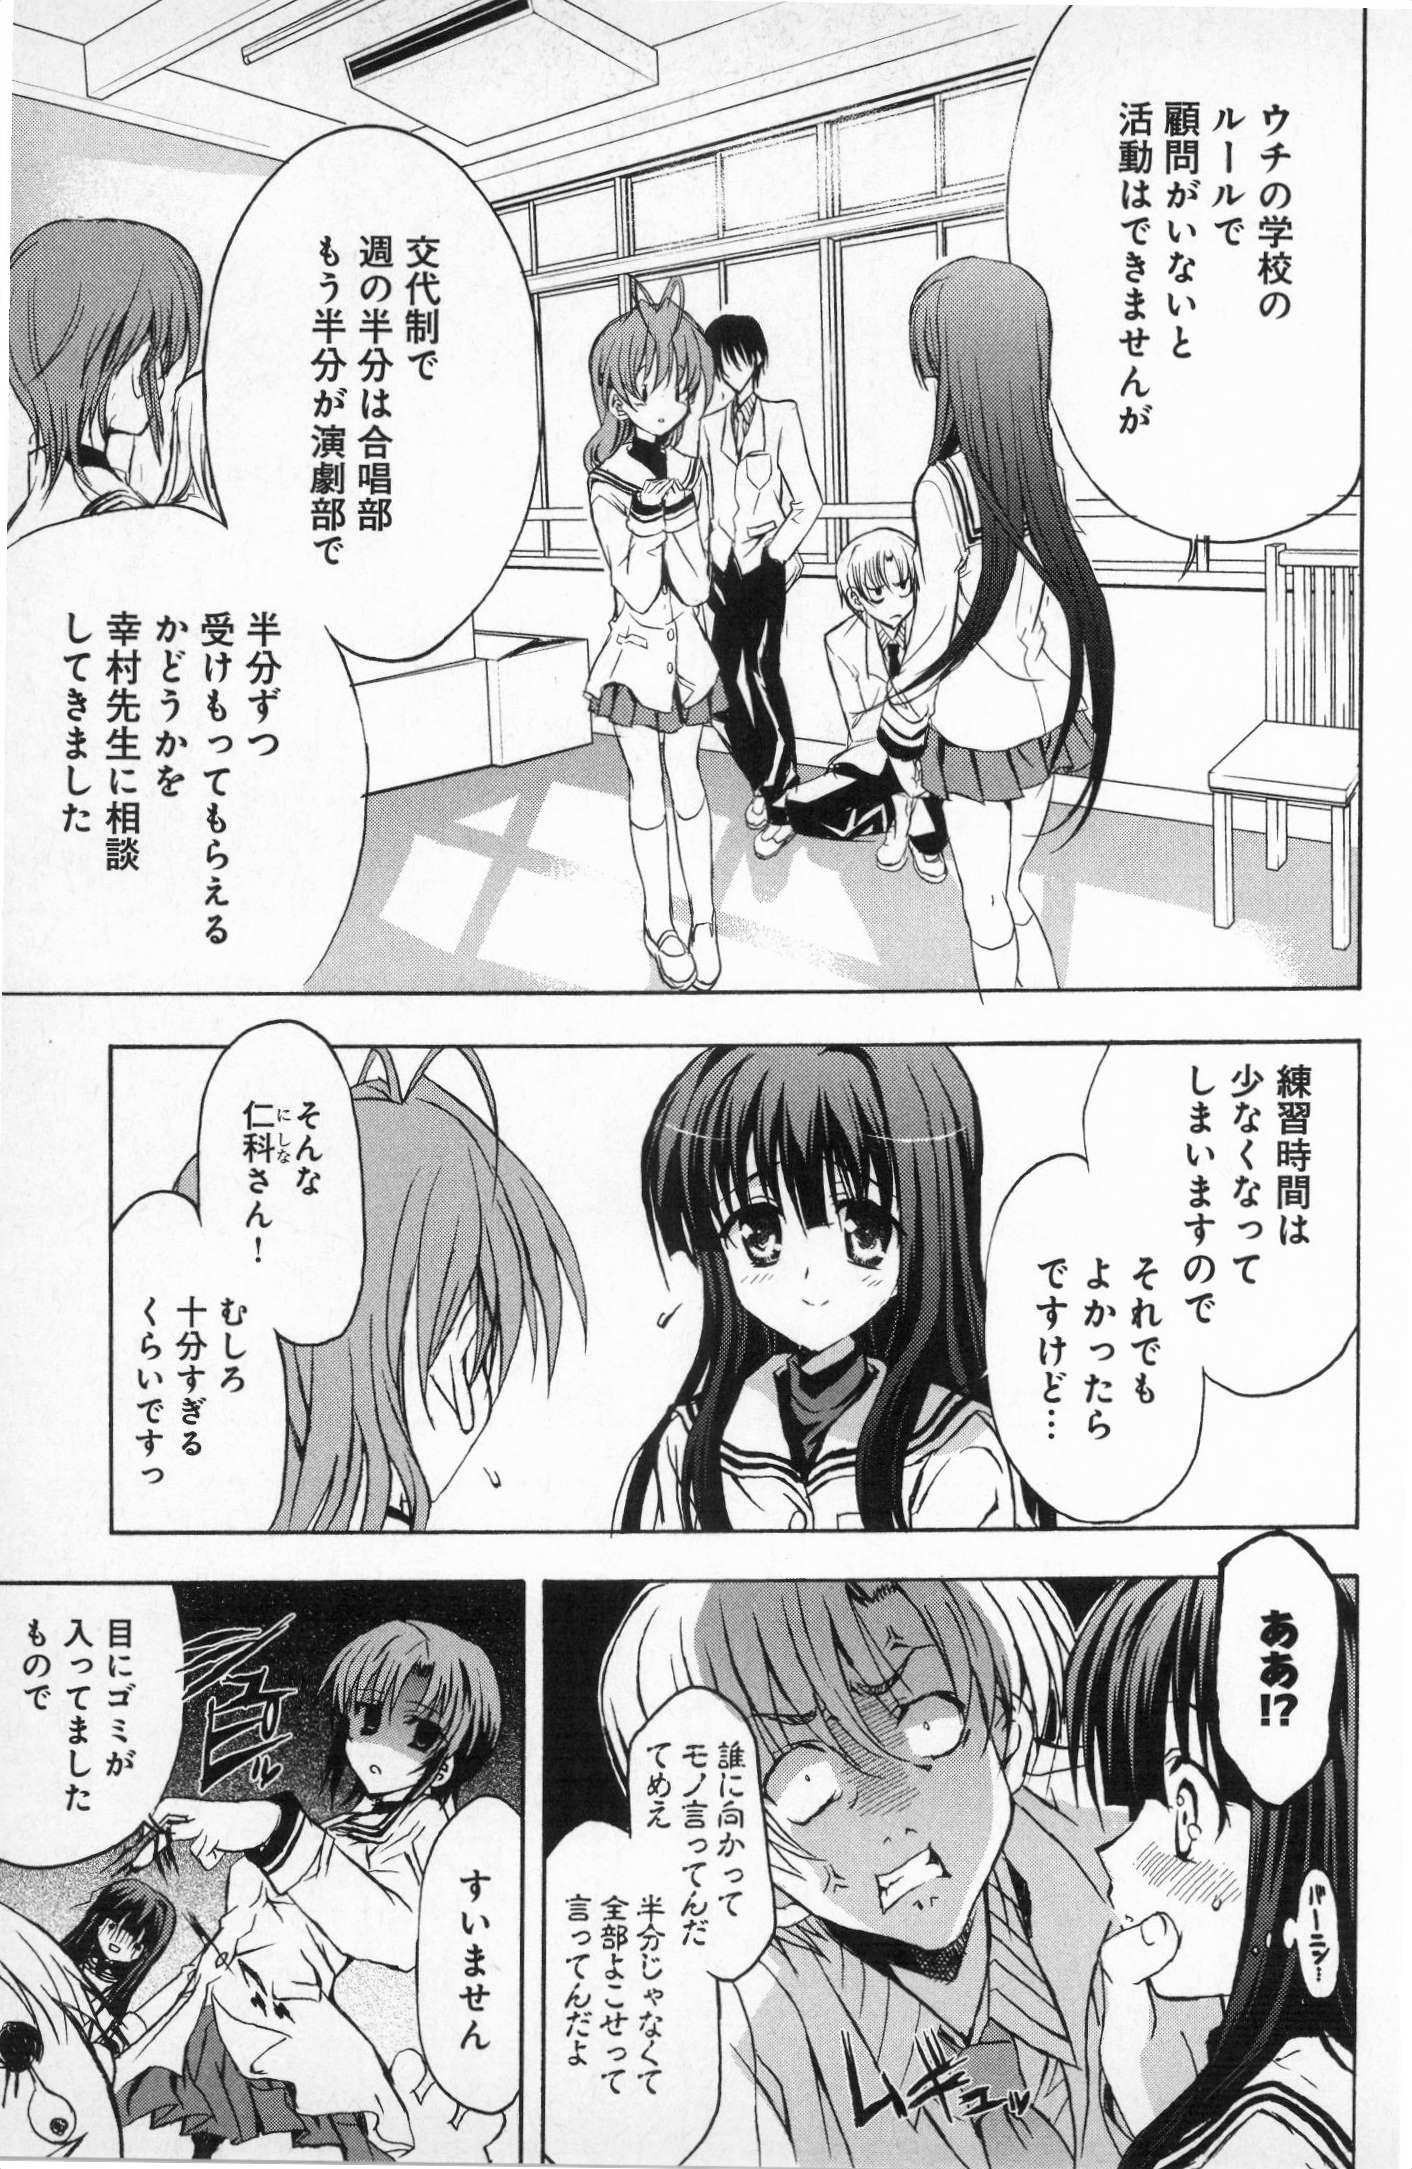 ウチの学校の
ルールで
顧問がいないと
活動はできませんが
交代制で
週の半分は合唱部
もう半分が演劇部で
半分ずつ
受けもってもらえる
かどうかを
幸村先生に相談
してきました
練習時間は
少なくなって
しまいますので
それでも
よかったら
ですけど…
そんな
仁科さん！
にしな
むしろ
十分すぎる
くらいですっ
ああ!?
バーニン…
誰に向かって
モノ言ってんだ
てめえ
半分じゃなくて
全部よこせって
言ってんだよ
ムギュッ
すいません
目にゴミが
入ってました
もので